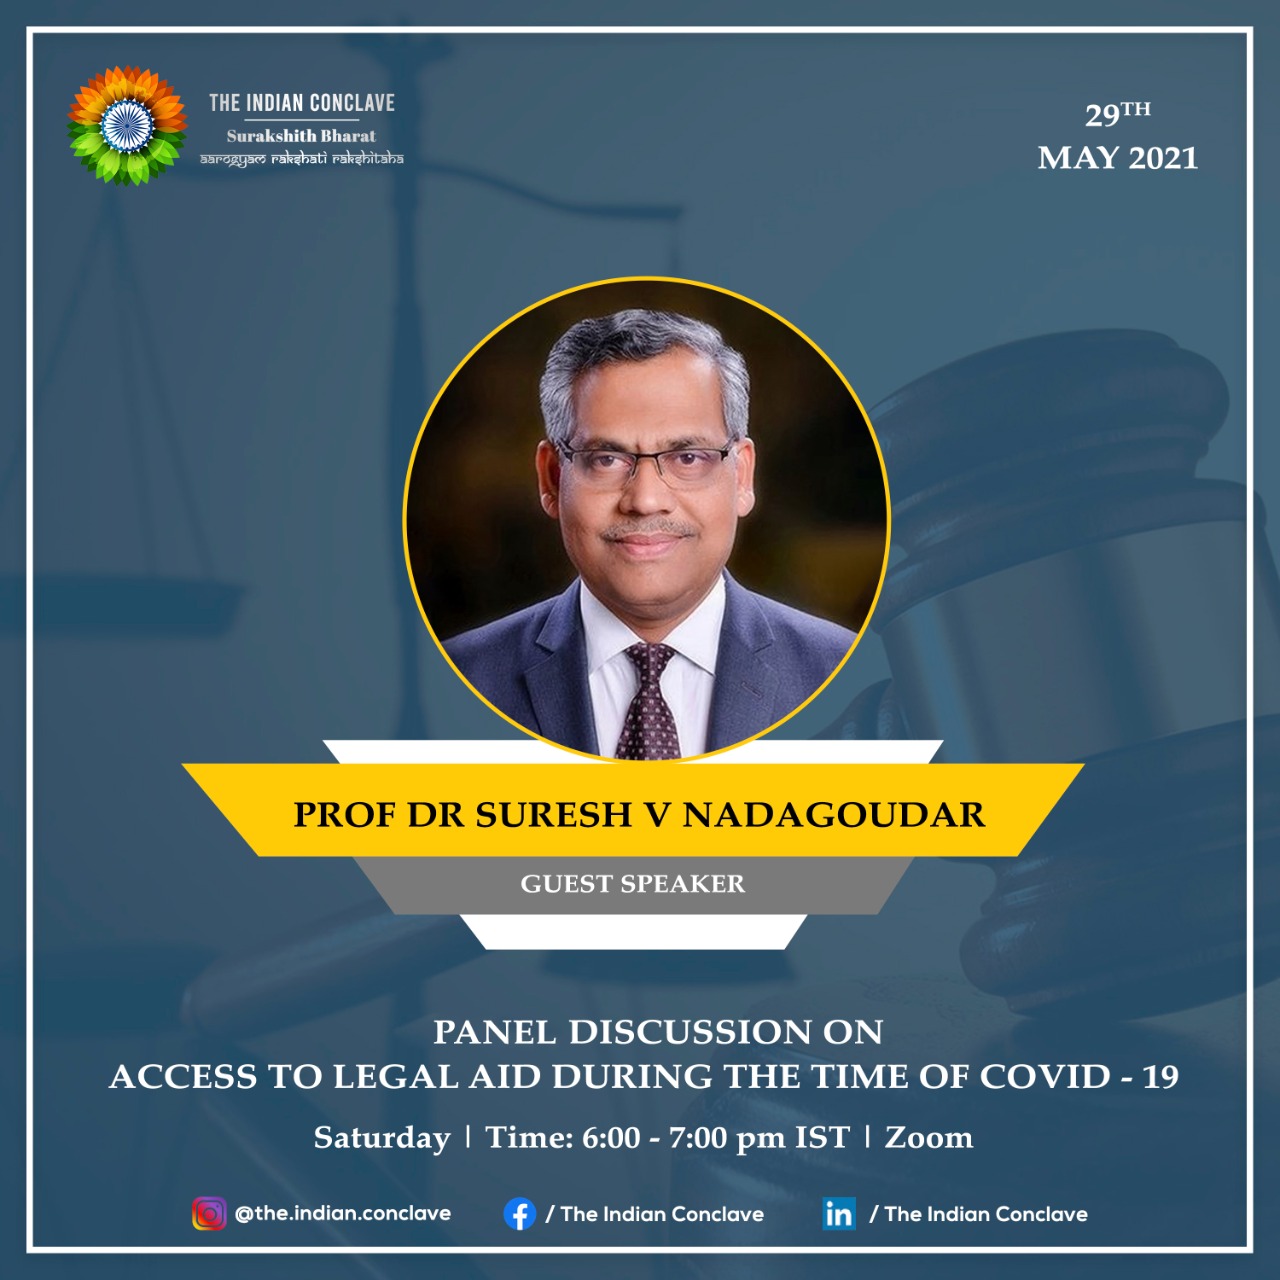 THE INDIAN CONCLAVE
Surakshith Bharat
aarogyam rakshati rakshitaha
29TH
MAY 2021
PROF DR SURESH V NADAGOUDAR
GUEST SPEAKER
PANEL DISCUSSION ON
ACCESS TO LEGAL AID DURING THE TIME OF COVID - 19
Saturday | Time: 6:00 - 7:00 pm IST | Zoom
@the.indian.conclave
/ The Indian Conclave
in / The Indian Conclave